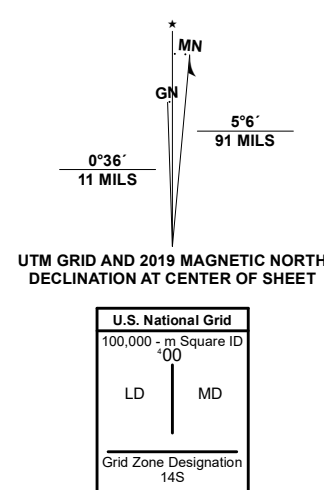 MN
GN
5°6´
91 MILS
0°36´
11 MILS
UTM GRID AND 2019 MAGNETIC NORTH
DECLINATION AT CENTER OF SHEET
U.S. National Grid
100,000 - m Square ID
⁴00
LD MD
Grid Zone Designation
14S